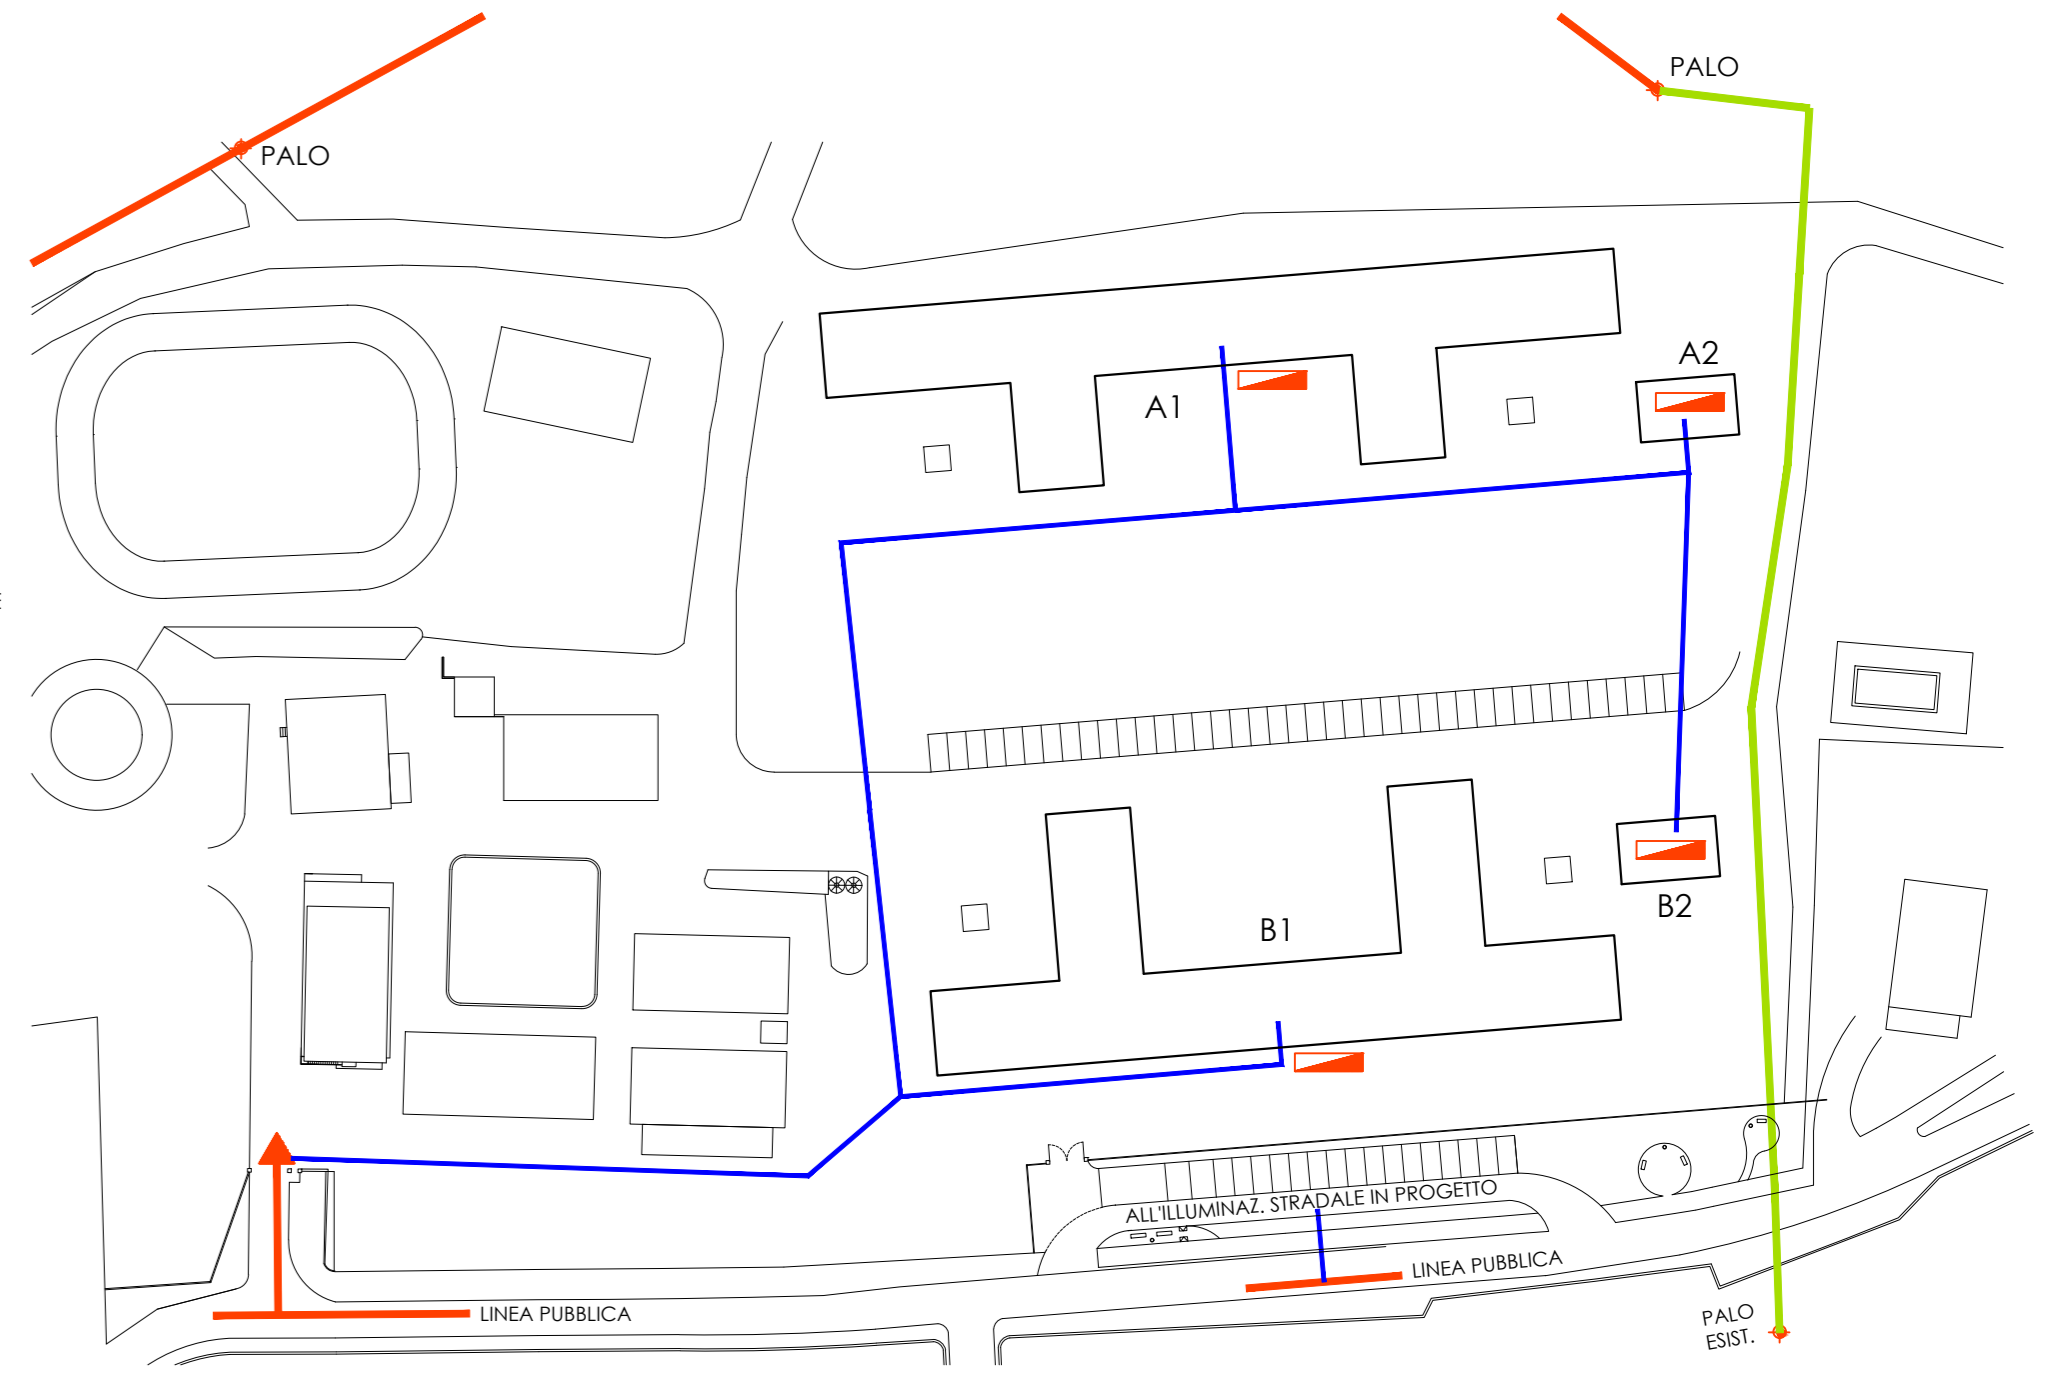 PALO
PALO
A2
A1
B2
B1
ALL'ILLUMINAZ. STRADALE IN PROGETTO
LINEA PUBBLICA
LINEA PUBBLICA
PALO
ESIST.